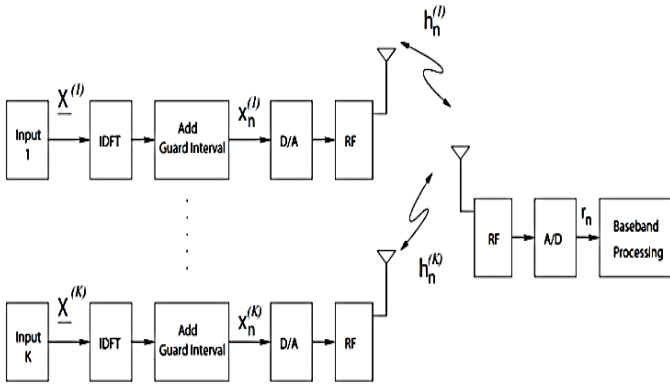 h_n^(1)
X^(1)
x_n^(1)
Input
1
IDFT
Add
Guard Interval
D/A
RF
RF
A/D
r_n
Baseband
Processing
h_n^(K)
X^(K)
x_n^(K)
Input
K
IDFT
Add
Guard Interval
D/A
RF